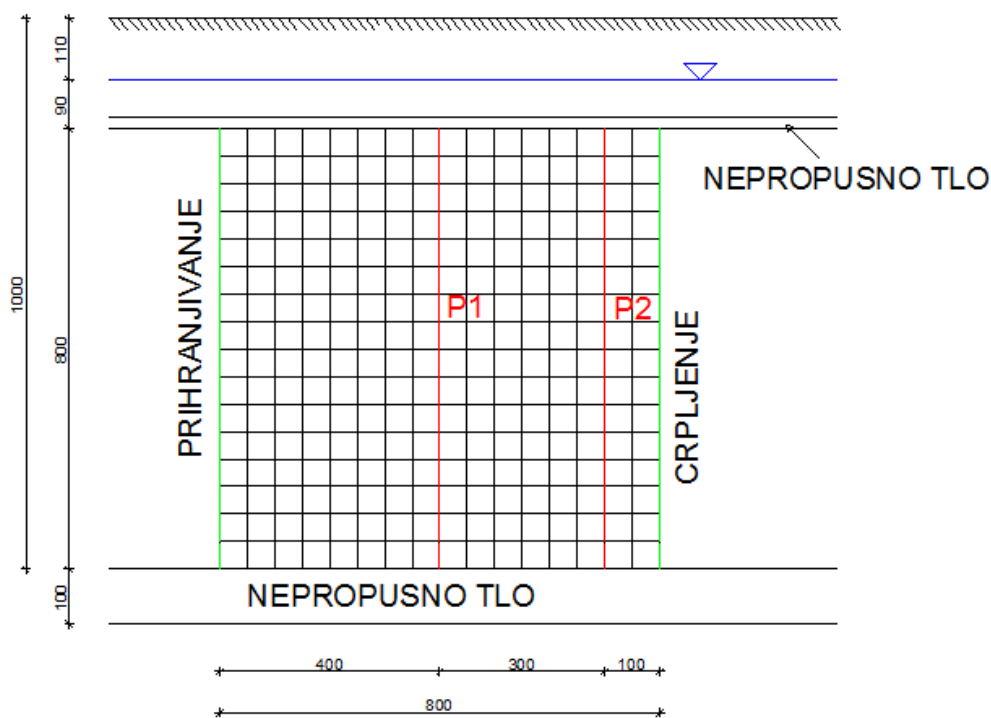 110
90
NEPROPUSNO TLO
PRIHRANJIVANJE
1000
800
P1
P2
CRPLJENJE
NEPROPUSNO TLO
100
400
300
100
800